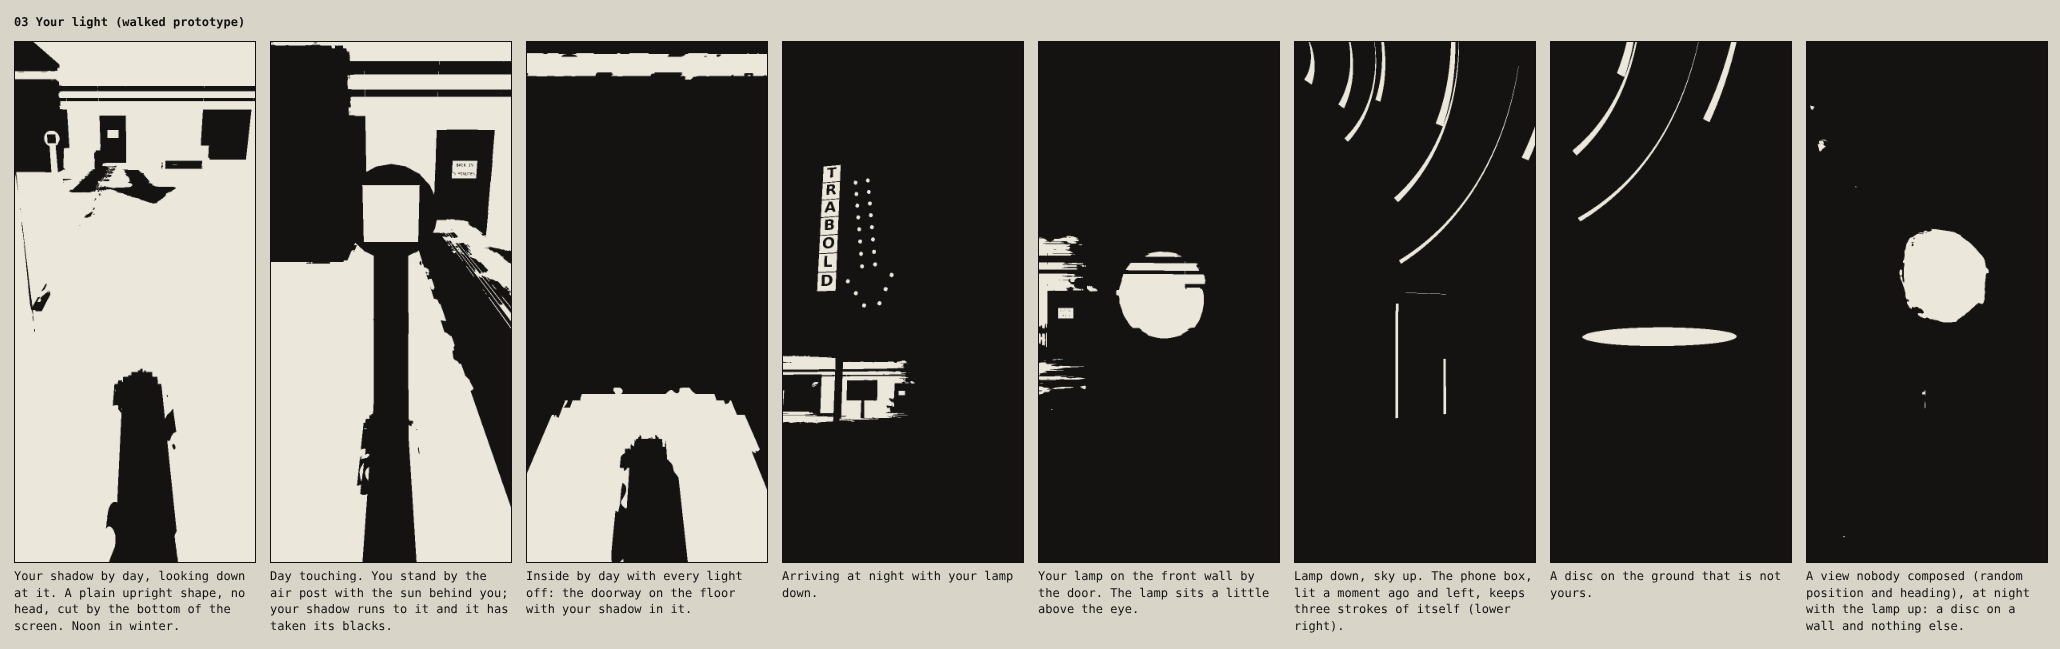 03 Your light (walked prototype)
BACK IN
5 MINUTES
T
R
A
B
O
L
D
Your shadow by day, looking down
at it. A plain upright shape, no
head, cut by the bottom of the
screen. Noon in winter.
Day touching. You stand by the
air post with the sun behind you;
your shadow runs to it and it has
taken its blacks.
Inside by day with every light
off: the doorway on the floor
with your shadow in it.
Arriving at night with your lamp
down.
Your lamp on the front wall by
the door. The lamp sits a little
above the eye.
Lamp down, sky up. The phone box,
lit a moment ago and left, keeps
three strokes of itself (lower
right).
A disc on the ground that is not
yours.
A view nobody composed (random
position and heading), at night
with the lamp up: a disc on a
wall and nothing else.